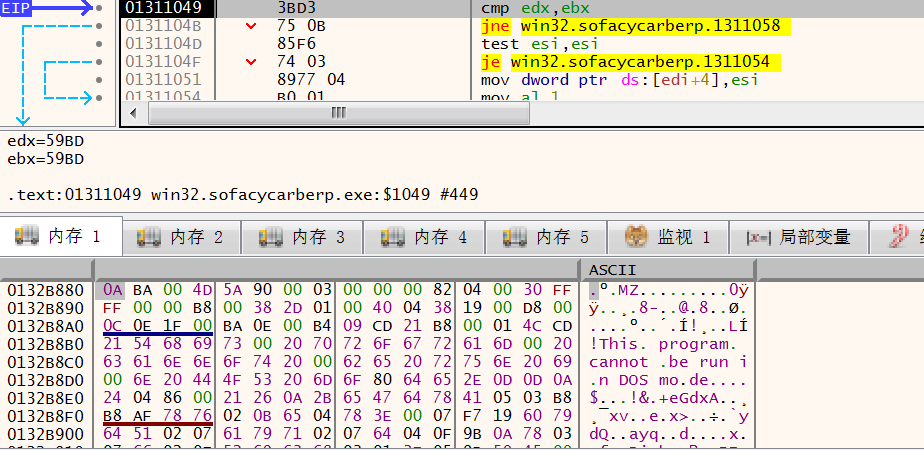 EIP
01311049 3BD3 cmp edx,ebx
0131104B 75 0B jne win32.sofacycarberp.1311058
0131104D 85F6 test esi,esi
0131104F 74 03 je win32.sofacycarberp.1311054
01311051 8977 04 mov dword ptr ds:[edi+4],esi
01311054 B0 01 mov al,1
edx=59BD
ebx=59BD
.text:01311049 win32.sofacycarberp.exe:$1049 #449
内存 1 内存 2 内存 3 内存 4 内存 5 监视 1 |x=| 局部变量
ASCII
0132B880 0A BA 00 4D 5A 90 00 03 00 00 00 82 04 00 30 FF .º.MZ.........0ÿ
0132B890 FF 00 00 B8 00 38 2D 01 00 40 04 38 19 00 D8 00 ÿ..¸.8-..@.8..Ø.
0132B8A0 0C 0E 1F 00 BA 0E 00 B4 09 CD 21 B8 00 01 4C CD ....º..´.Í!¸..LÍ
0132B8B0 21 54 68 69 73 00 20 70 72 6F 67 72 61 6D 00 20 !This. program.
0132B8C0 63 61 6E 6E 6F 74 20 00 62 65 20 72 75 6E 20 69 cannot .be run i
0132B8D0 00 6E 20 44 4F 53 20 6D 6F 80 64 65 2E 0D 0D 0A .n DOS mo.de....
0132B8E0 24 04 86 00 21 26 0A 2B 65 47 64 78 41 05 03 B8 $...!&.+eGdxA..¸
0132B8F0 B8 AF 78 76 02 0B 65 04 78 3E 00 07 F7 19 60 79 ¸¯xv..e.x>..÷.`y
0132B900 64 51 02 07 61 79 71 02 07 64 04 0F 9B 0A 78 03 dQ..ayq..d....x.